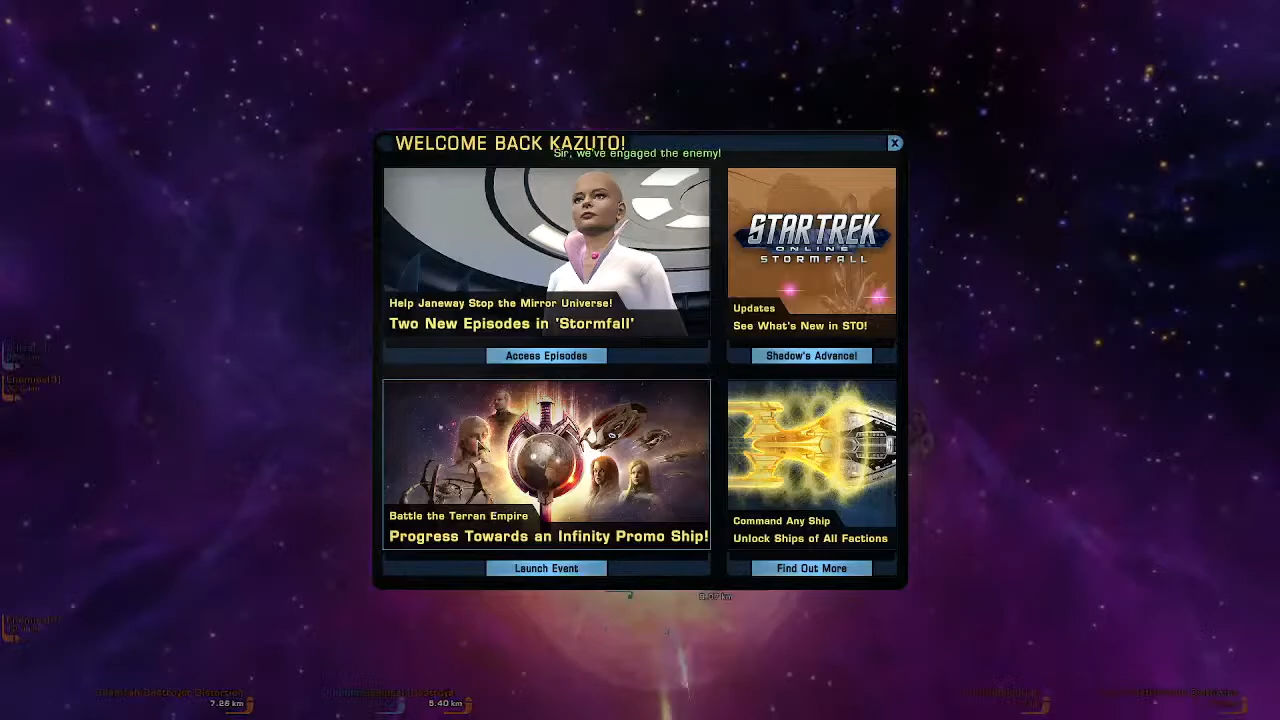 WELCOME BACK KAZUTO!
Sir, we've engaged the enemy!
X
Help Janeway Stop the Mirror Universe!
Two New Episodes in 'Stormfall'
Access Episodes
STAR TREK
ONLINE
STORMFALL
Updates
See What's New in STO!
Shadow's Advance!
Battle the Terran Empire
Progress Towards an Infinity Promo Ship!
Launch Event
Command Any Ship
Unlock Ships of All Factions
Find Out More
7.28 km
5.40 km